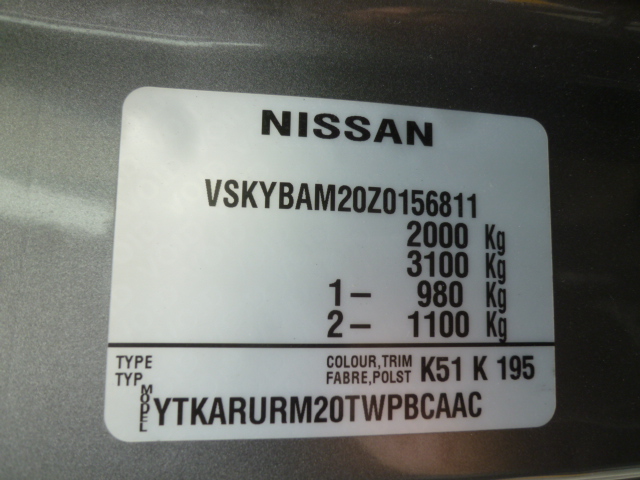 NISSAN
VSKYBAM20Z0156811
2000 Kg
3100 Kg
1- 980 Kg
2- 1100 Kg
TYPE COLOUR,TRIM K51 K 195
TYP FABRE,POLST
MODEL YTKARURM20TWPBCAAC